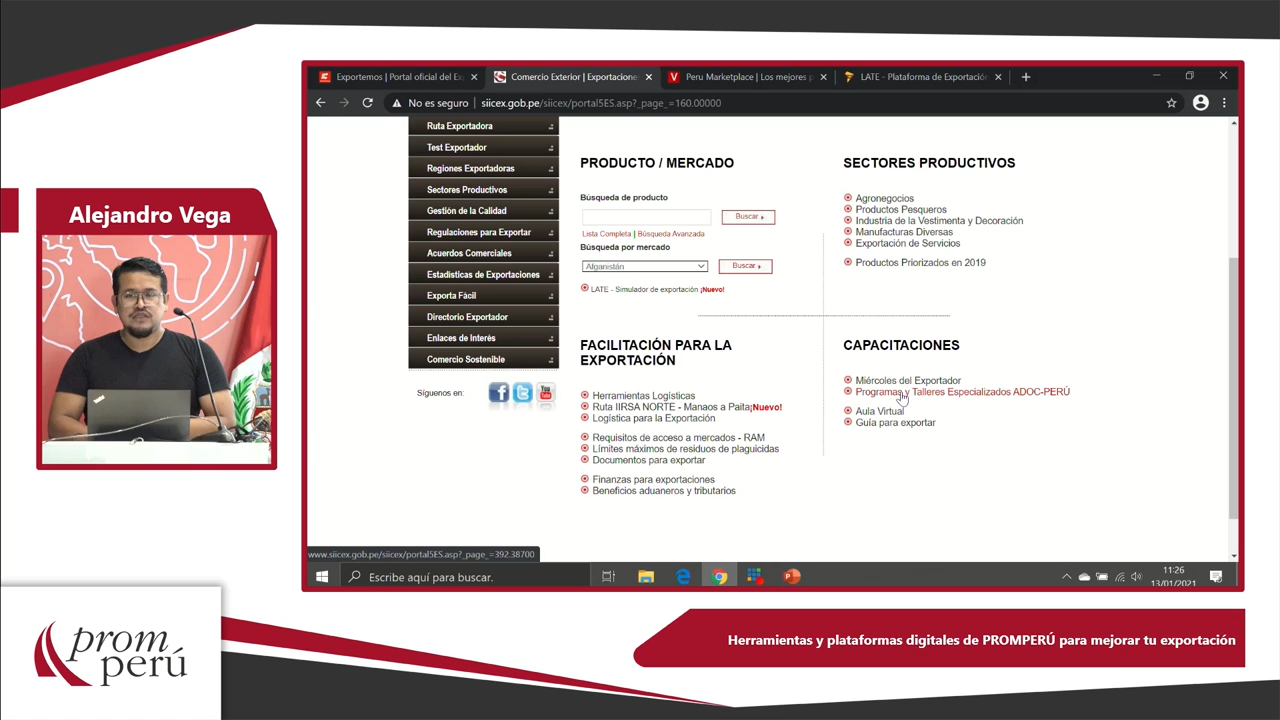 Alejandro Vega
Exportemos | Portal oficial del Ex
Comercio Exterior | Exportacione
Peru Marketplace | Los mejores p
LATE - Plataforma de Exportación
No es seguro | siicex.gob.pe/siicex/portal5ES.asp?_page_=160.00000
Ruta Exportadora
Test Exportador
Regiones Exportadoras
Sectores Productivos
Gestión de la Calidad
Regulaciones para Exportar
Acuerdos Comerciales
Estadísticas de Exportaciones
Exporta Fácil
Directorio Exportador
Enlaces de Interés
Comercio Sostenible
Síguenos en:
You
Tube
PRODUCTO / MERCADO
Búsqueda de producto
Buscar
Lista Completa | Búsqueda Avanzada
Búsqueda por mercado
Afganistán
Buscar
LATE - Simulador de exportación ¡Nuevo!
SECTORES PRODUCTIVOS
Agronegocios
Productos Pesqueros
Industria de la Vestimenta y Decoración
Manufacturas Diversas
Exportación de Servicios
Productos Priorizados en 2019
FACILITACIÓN PARA LA
EXPORTACIÓN
Herramientas Logísticas
Ruta IIRSA NORTE - Manaos a Paita¡Nuevo!
Logística para la Exportación
Requisitos de acceso a mercados - RAM
Límites máximos de residuos de plaguicidas
Documentos para exportar
Finanzas para exportaciones
Beneficios aduaneros y tributarios
CAPACITACIONES
Miércoles del Exportador
Programas y Talleres Especializados ADOC-PERÚ
Aula Virtual
Guía para exportar
www.siicex.gob.pe/siicex/portal5ES.asp?_page_=392.38700
Escribe aquí para buscar.
11:26
13/01/2021
prom
perú
Herramientas y plataformas digitales de PROMPERÚ para mejorar tu exportación